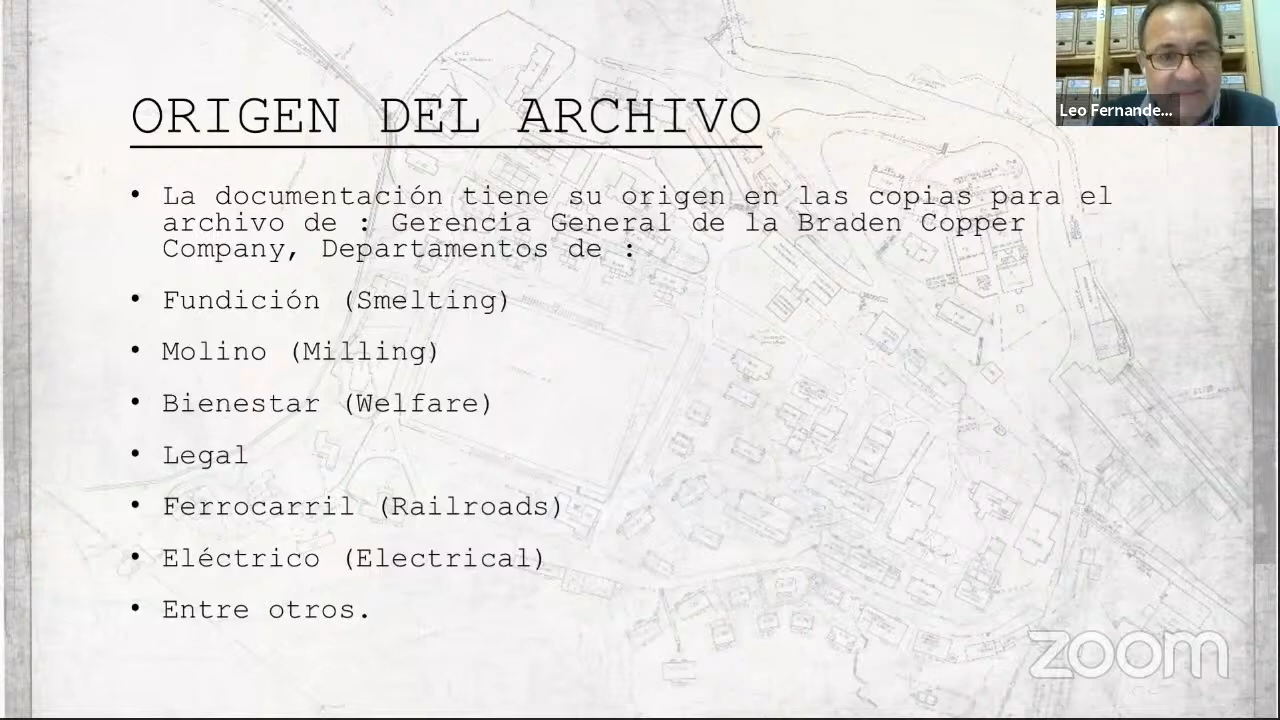 ORIGEN DEL ARCHIVO
Leo Fernande...
• La documentación tiene su origen en las copias para el
archivo de : Gerencia General de la Braden Copper
Company, Departamentos de :
• Fundición (Smelting)
• Molino (Milling)
• Bienestar (Welfare)
• Legal
• Ferrocarril (Railroads)
• Eléctrico (Electrical)
• Entre otros.
zoom